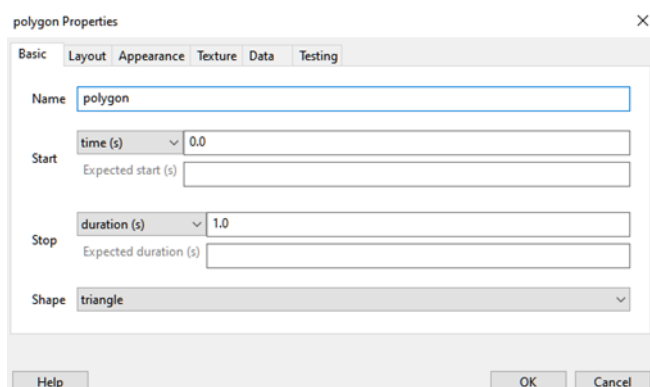 polygon Properties
Basic Layout Appearance Texture Data Testing
Name polygon
Start time (s) 0.0
Expected start (s)
Stop duration (s) 1.0
Expected duration (s)
Shape triangle
Help OK Cancel